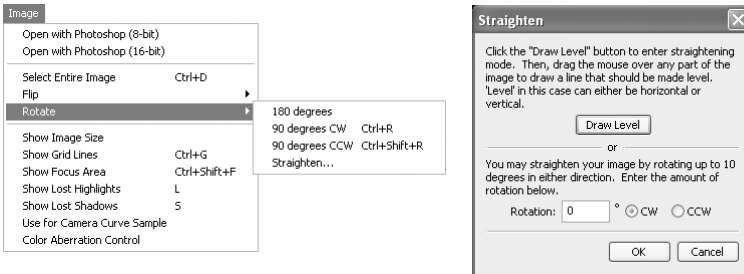 Image
Open with Photoshop (8-bit)
Open with Photoshop (16-bit)
Select Entire Image Ctrl+D
Flip
Rotate
Show Image Size
Show Grid Lines Ctrl+G
Show Focus Area Ctrl+Shift+F
Show Lost Highlights L
Show Lost Shadows S
Use for Camera Curve Sample
Color Aberration Control
180 degrees
90 degrees CW Ctrl+R
90 degrees CCW Ctrl+Shift+R
Straighten...
Straighten
Click the "Draw Level" button to enter straightening
mode. Then, drag the mouse over any part of the
image to draw a line that should be made level.
'Level' in this case can either be horizontal or
vertical.
Draw Level
or
You may straighten your image by rotating up to 10
degrees in either direction. Enter the amount of
rotation below.
Rotation: 0 ° CW CCW
OK Cancel